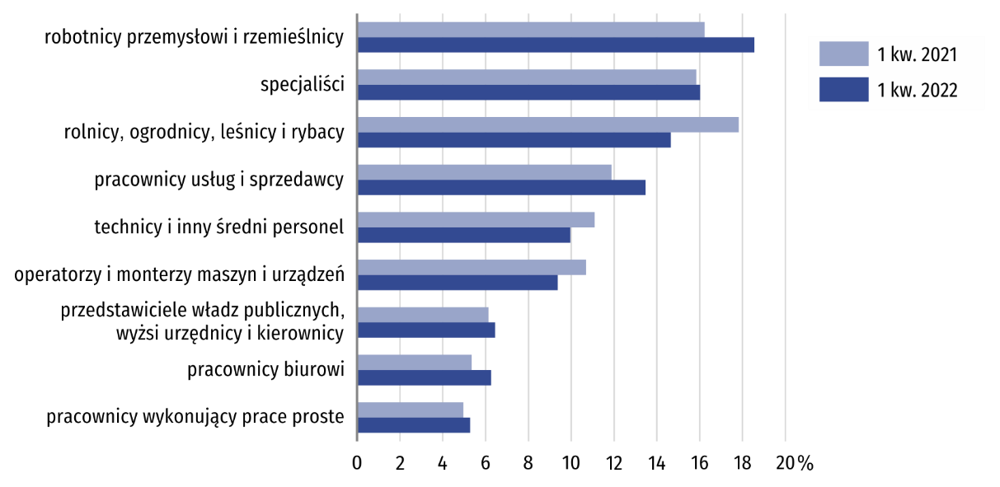 robotnicy przemysłowi i rzemieślnicy
specjaliści
rolnicy, ogrodnicy, leśnicy i rybacy
pracownicy usług i sprzedawcy
technicy i inny średni personel
operatorzy i monterzy maszyn i urządzeń
przedstawiciele władz publicznych,
wyżsi urzędnicy i kierownicy
pracownicy biurowi
pracownicy wykonujący prace proste
0 2 4 6 8 10 12 14 16 18 20 %
1 kw. 2021
1 kw. 2022